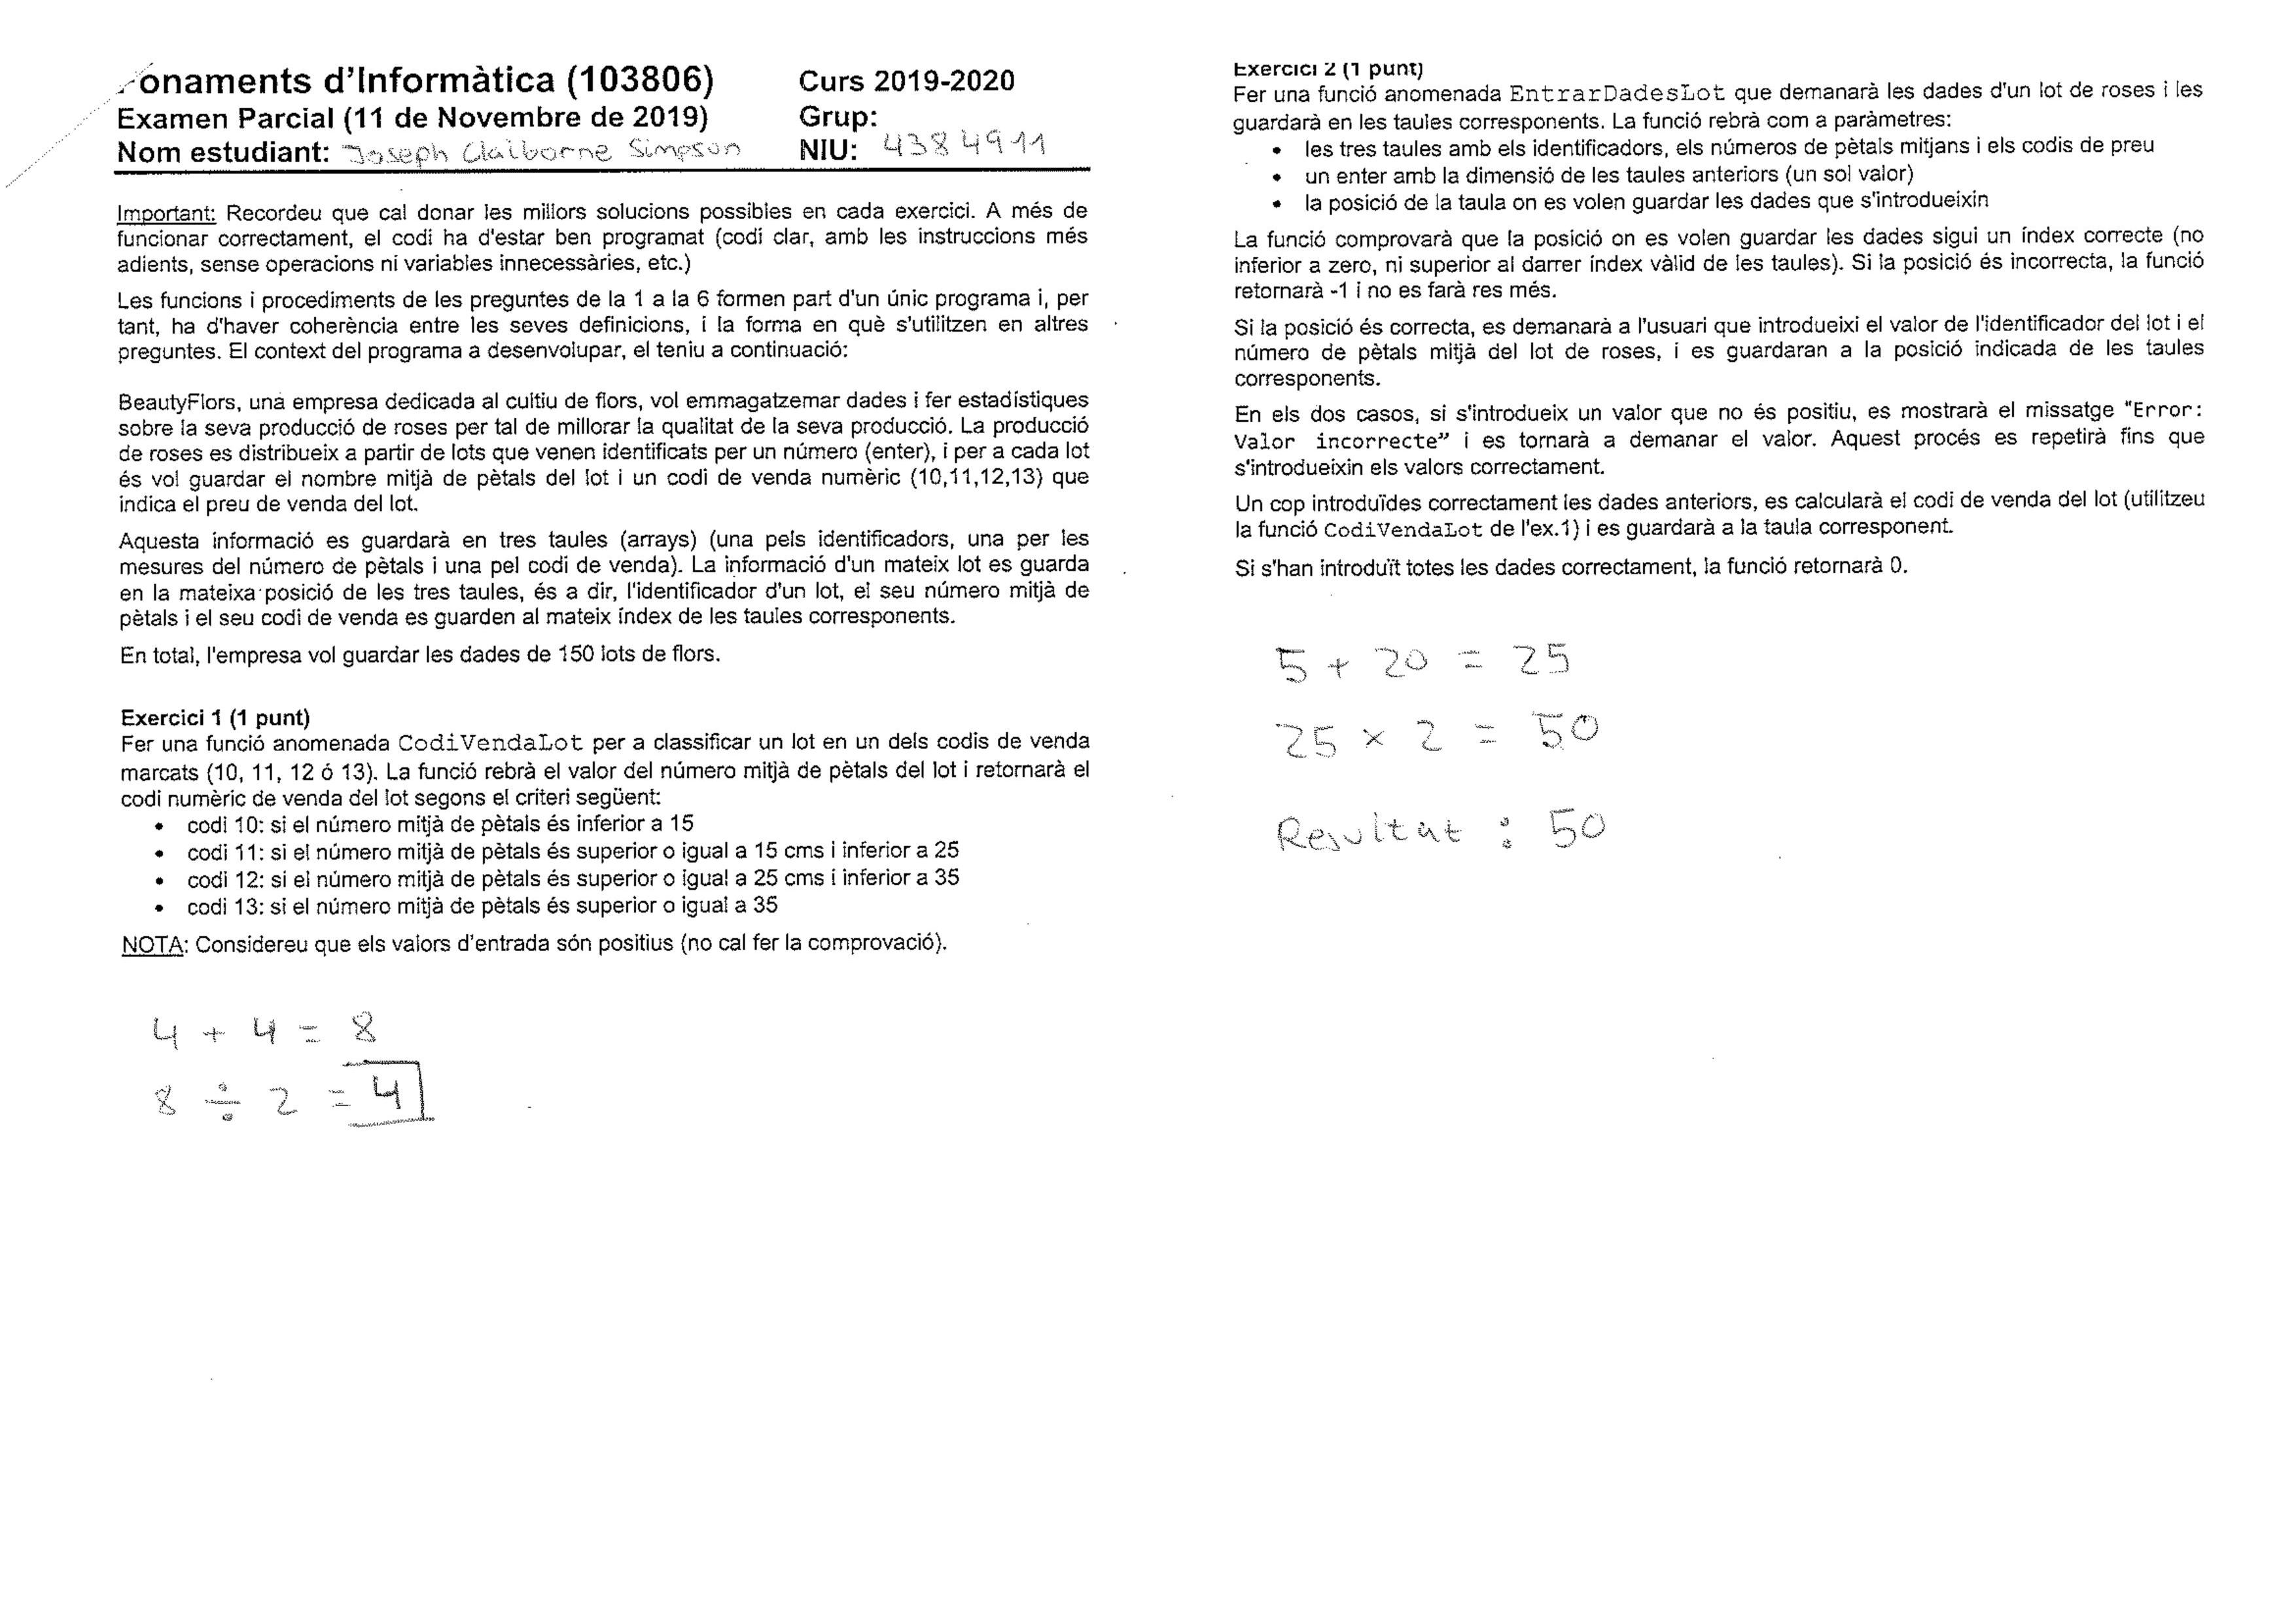 Fonaments d'Informàtica (103806) Curs 2019-2020
Examen Parcial (11 de Novembre de 2019) Grup:
Nom estudiant: Joseph Claiborne Simpson NIU: 4384911
Important: Recordeu que cal donar les millors solucions possibles en cada exercici. A més de
funcionar correctament, el codi ha d'estar ben programat (codi clar, amb les instruccions més
adients, sense operacions ni variables innecessàries, etc.)
Les funcions i procediments de les preguntes de la 1 a la 6 formen part d'un únic programa i, per
tant, ha d'haver coherència entre les seves definicions, i la forma en què s'utilitzen en altres
preguntes. El context del programa a desenvolupar, el teniu a continuació:
BeautyFlors, una empresa dedicada al cultiu de flors, vol emmagatzemar dades i fer estadístiques
sobre la seva producció de roses per tal de millorar la qualitat de la seva producció. La producció
de roses es distribueix a partir de lots que venen identificats per un número (enter), i per a cada lot
és vol guardar el nombre mitjà de pètals del lot i un codi de venda numèric (10,11,12,13) que
indica el preu de venda del lot.
Aquesta informació es guardarà en tres taules (arrays) (una pels identificadors, una per les
mesures del número de pètals i una pel codi de venda). La informació d'un mateix lot es guarda
en la mateixa posició de les tres taules, és a dir, l'identificador d'un lot, el seu número mitjà de
pètals i el seu codi de venda es guarden al mateix índex de les taules corresponents.
En total, l'empresa vol guardar les dades de 150 lots de flors.
Exercici 1 (1 punt)
Fer una funció anomenada CodiVendaLot per a classificar un lot en un dels codis de venda
marcats (10, 11, 12 ó 13). La funció rebrà el valor del número mitjà de pètals del lot i retornarà el
codi numèric de venda del lot segons el criteri següent:
• codi 10: si el número mitjà de pètals és inferior a 15
• codi 11: si el número mitjà de pètals és superior o igual a 15 cms i inferior a 25
• codi 12: si el número mitjà de pètals és superior o igual a 25 cms i inferior a 35
• codi 13: si el número mitjà de pètals és superior o igual a 35
NOTA: Considereu que els valors d'entrada són positius (no cal fer la comprovació).
4 + 4 = 8
8 ÷ 2 = 4
Exercici 2 (1 punt)
Fer una funció anomenada EntrarDadesLot que demanarà les dades d'un lot de roses i les
guardarà en les taules corresponents. La funció rebrà com a paràmetres:
• les tres taules amb els identificadors, els números de pètals mitjans i els codis de preu
• un enter amb la dimensió de les taules anteriors (un sol valor)
• la posició de la taula on es volen guardar les dades que s'introdueixin
La funció comprovarà que la posició on es volen guardar les dades sigui un índex correcte (no
inferior a zero, ni superior al darrer índex vàlid de les taules). Si la posició és incorrecta, la funció
retornarà -1 i no es farà res més.
Si la posició és correcta, es demanarà a l'usuari que introdueixi el valor de l'identificador del lot i el
número de pètals mitjà del lot de roses, i es guardaran a la posició indicada de les taules
corresponents.
En els dos casos, si s'introdueix un valor que no és positiu, es mostrarà el missatge "Error:
Valor incorrecte" i es tornarà a demanar el valor. Aquest procés es repetirà fins que
s'introdueixin els valors correctament.
Un cop introduïdes correctament les dades anteriors, es calcularà el codi de venda del lot (utilitzeu
la funció CodiVendaLot de l'ex.1) i es guardarà a la taula corresponent.
Si s'han introduït totes les dades correctament, la funció retornarà 0.
5 + 20 = 25
25 × 2 = 50
Resultat : 50